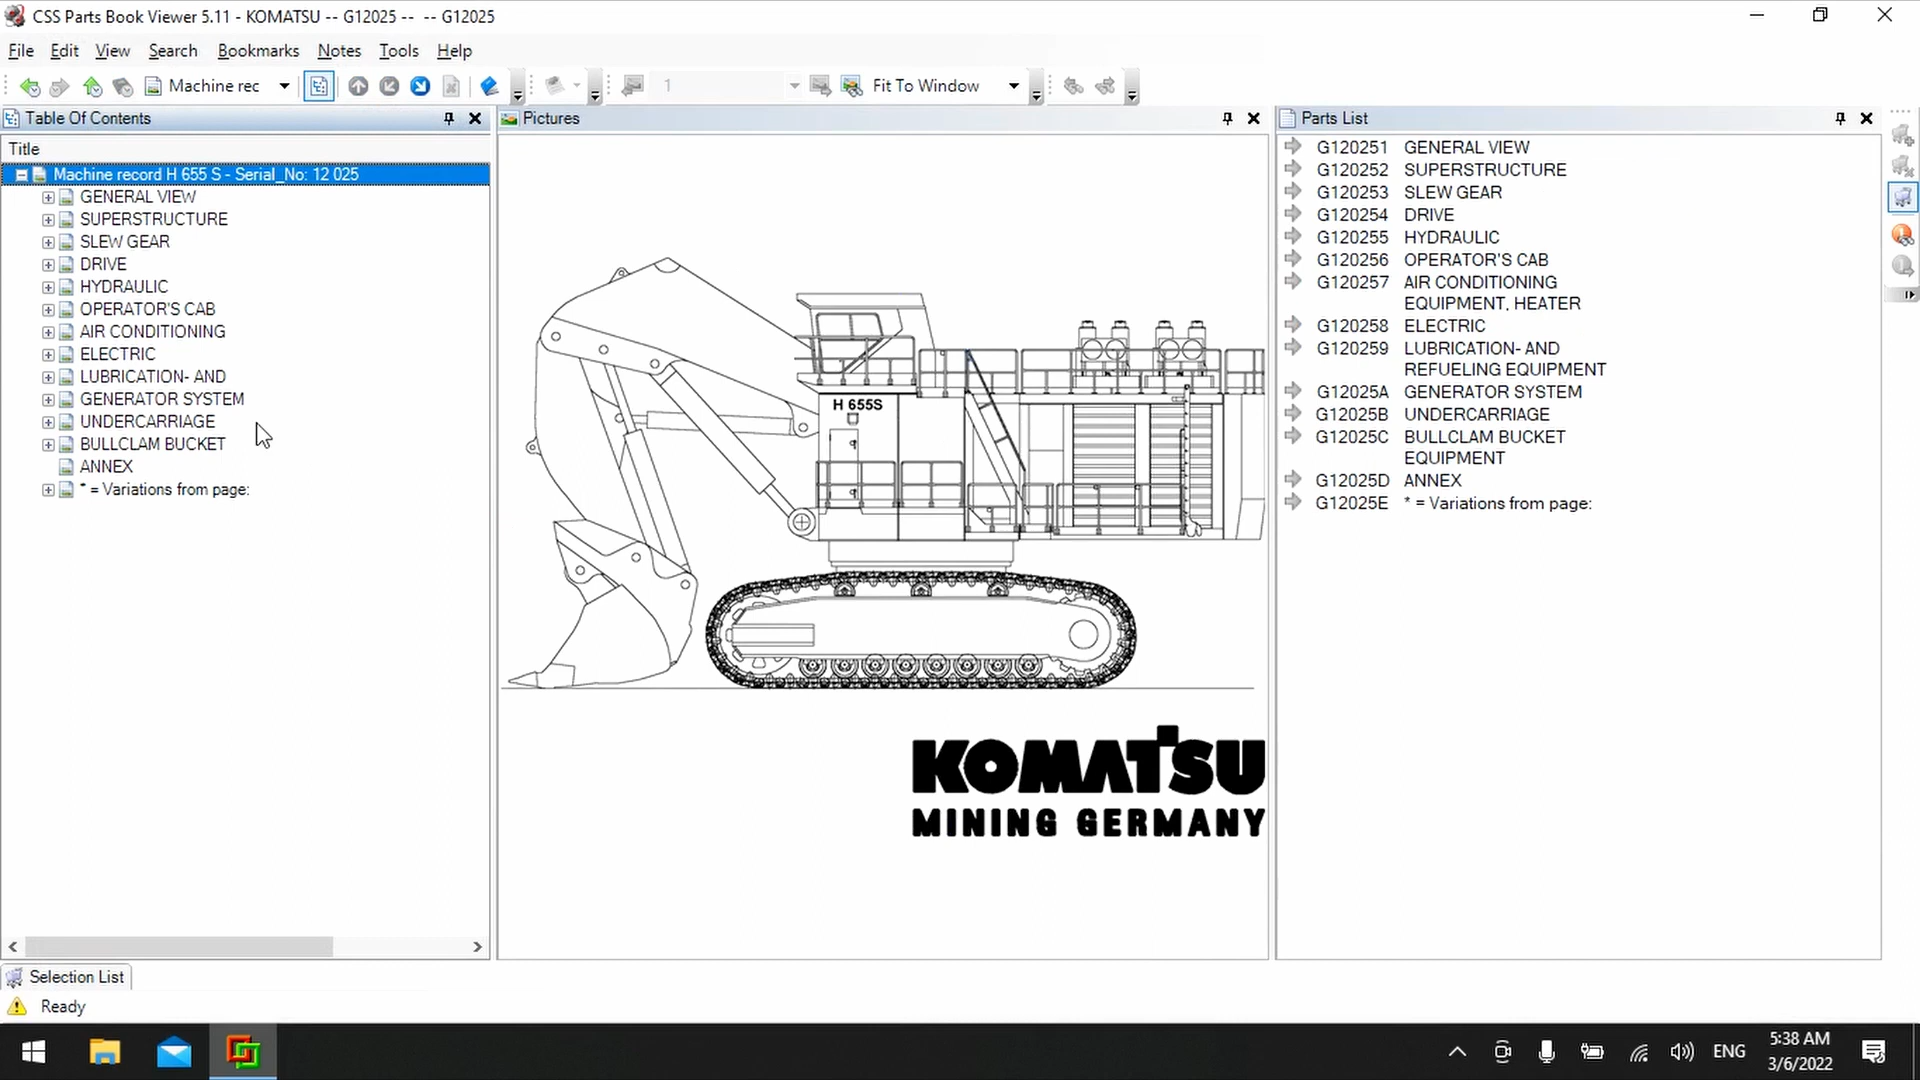 CSS Parts Book Viewer 5.11 - KOMATSU -- G12025 -- -- G12025
File Edit View Search Bookmarks Notes Tools Help
Machine rec 1 Fit To Window
Table Of Contents
Title
Machine record H 655 S - Serial_No: 12 025
GENERAL VIEW
SUPERSTRUCTURE
SLEW GEAR
DRIVE
HYDRAULIC
OPERATOR'S CAB
AIR CONDITIONING
ELECTRIC
LUBRICATION- AND
GENERATOR SYSTEM
UNDERCARRIAGE
BULLCLAM BUCKET
ANNEX
* = Variations from page:
Pictures
H 655S
KOMATSU
MINING GERMANY
Parts List
G120251 GENERAL VIEW
G120252 SUPERSTRUCTURE
G120253 SLEW GEAR
G120254 DRIVE
G120255 HYDRAULIC
G120256 OPERATOR'S CAB
G120257 AIR CONDITIONING
EQUIPMENT, HEATER
G120258 ELECTRIC
G120259 LUBRICATION- AND
REFUELING EQUIPMENT
G12025A GENERATOR SYSTEM
G12025B UNDERCARRIAGE
G12025C BULLCLAM BUCKET
EQUIPMENT
G12025D ANNEX
G12025E * = Variations from page:
Selection List
Ready
ENG
5:38 AM
3/6/2022